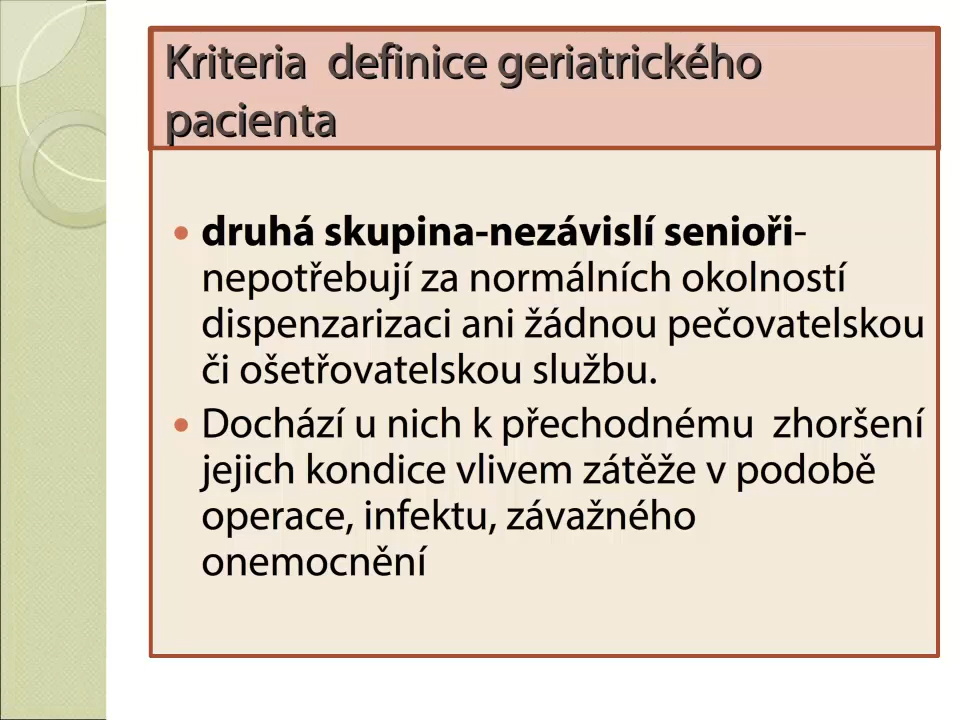 Kriteria  definice geriatrického
pacienta
• druhá skupina-nezávislí senioři-
nepotřebují za normálních okolností
dispenzarizaci ani žádnou pečovatelskou
či ošetřovatelskou službu.
• Dochází u nich k přechodnému  zhoršení
jejich kondice vlivem zátěže v podobě
operace, infektu, závažného
onemocnění